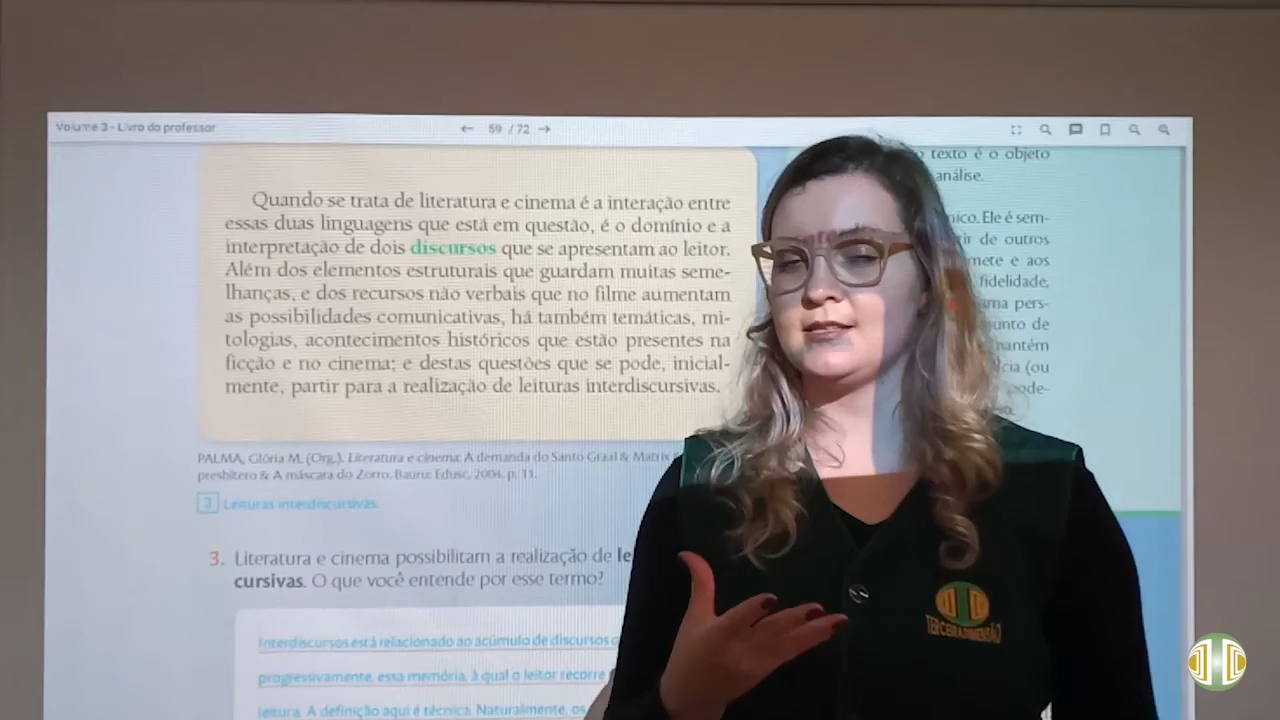 Volume 3 - Livro do professor
59 / 72
Quando se trata de literatura e cinema é a interação entre
essas duas linguagens que está em questão, é o domínio e a
interpretação de dois discursos que se apresentam ao leitor.
Além dos elementos estruturais que guardam muitas seme-
lhanças, e dos recursos não verbais que no filme aumentam
as possibilidades comunicativas, há também temáticas, mi-
tologias, acontecimentos históricos que estão presentes na
ficção e no cinema; e destas questões que se pode, inicial-
mente, partir para a realização de leituras interdiscursivas.
PALMA, Glória M. (Org.). Literatura e cinema: A demanda do Santo Graal & Matrix
presbítero & A máscara do Zorro. Bauru: Edusc, 2004. p. 11.
3 Leituras interdiscursivas.
3. Literatura e cinema possibilitam a realização de le
cursivas. O que você entende por esse termo?
Interdiscursos está relacionado ao acúmulo de discursos
progressivamente, essa memória, à qual o leitor recorre
leitura. A definição aqui é técnica. Naturalmente, os
texto é o objeto
análise.
nico. Ele é sem-
tir de outros
mete e aos
fidelidade,
ma pers-
unto de
mantém
cia (ou
pode-
TERCEIRA DIMENSÃO